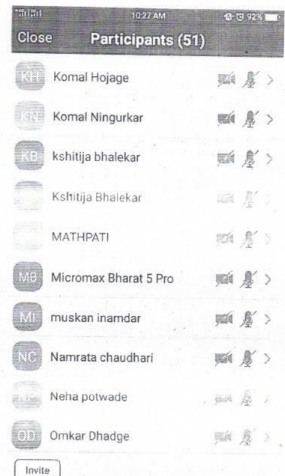 10:27 AM 92%
Close Participants (51)
KH Komal Hojage
KN Komal Ningurkar
KB kshitija bhalekar
Kshitija Bhalekar
MATHPATI
MB Micromax Bharat 5 Pro
MI muskan inamdar
NC Namrata chaudhari
Neha potwade
OD Omkar Dhadge
Invite